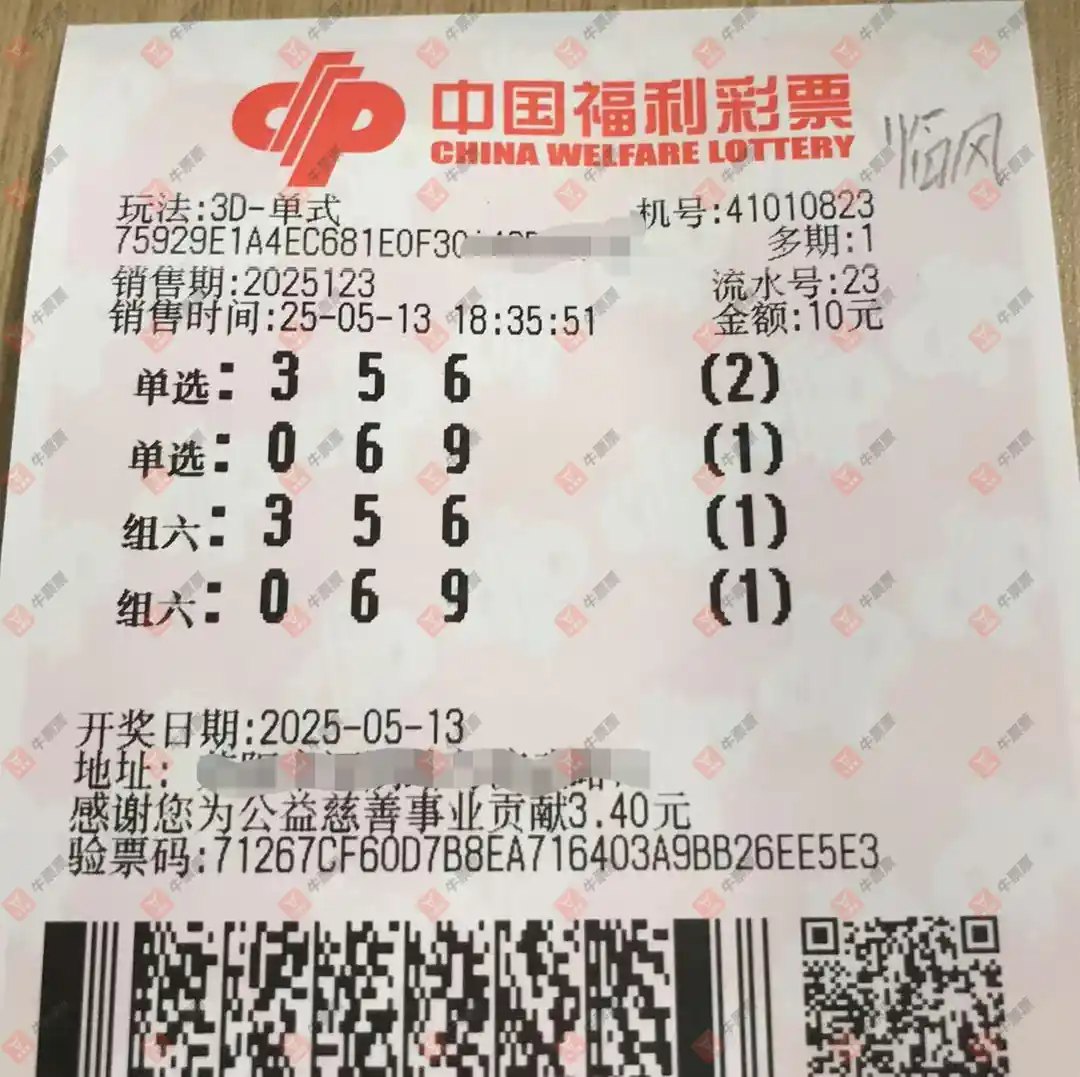 中国福利彩票
CHINA WELFARE LOTTERY
顺风
玩法:3D-单式 机号:41010823
75929E1A4EC681E0F30 多期:1
销售期:2025123 流水号:23
销售时间:25-05-13 18:35:51 金额:10元
单选: 3 5 6 (2)
单选: 0 6 9 (1)
组六: 3 5 6 (1)
组六: 0 6 9 (1)
开奖日期:2025-05-13
地址:
感谢您为公益慈善事业贡献3.40元
验票码:71267CF60D7B8EA716403A9BB26EE5E3
牛票票